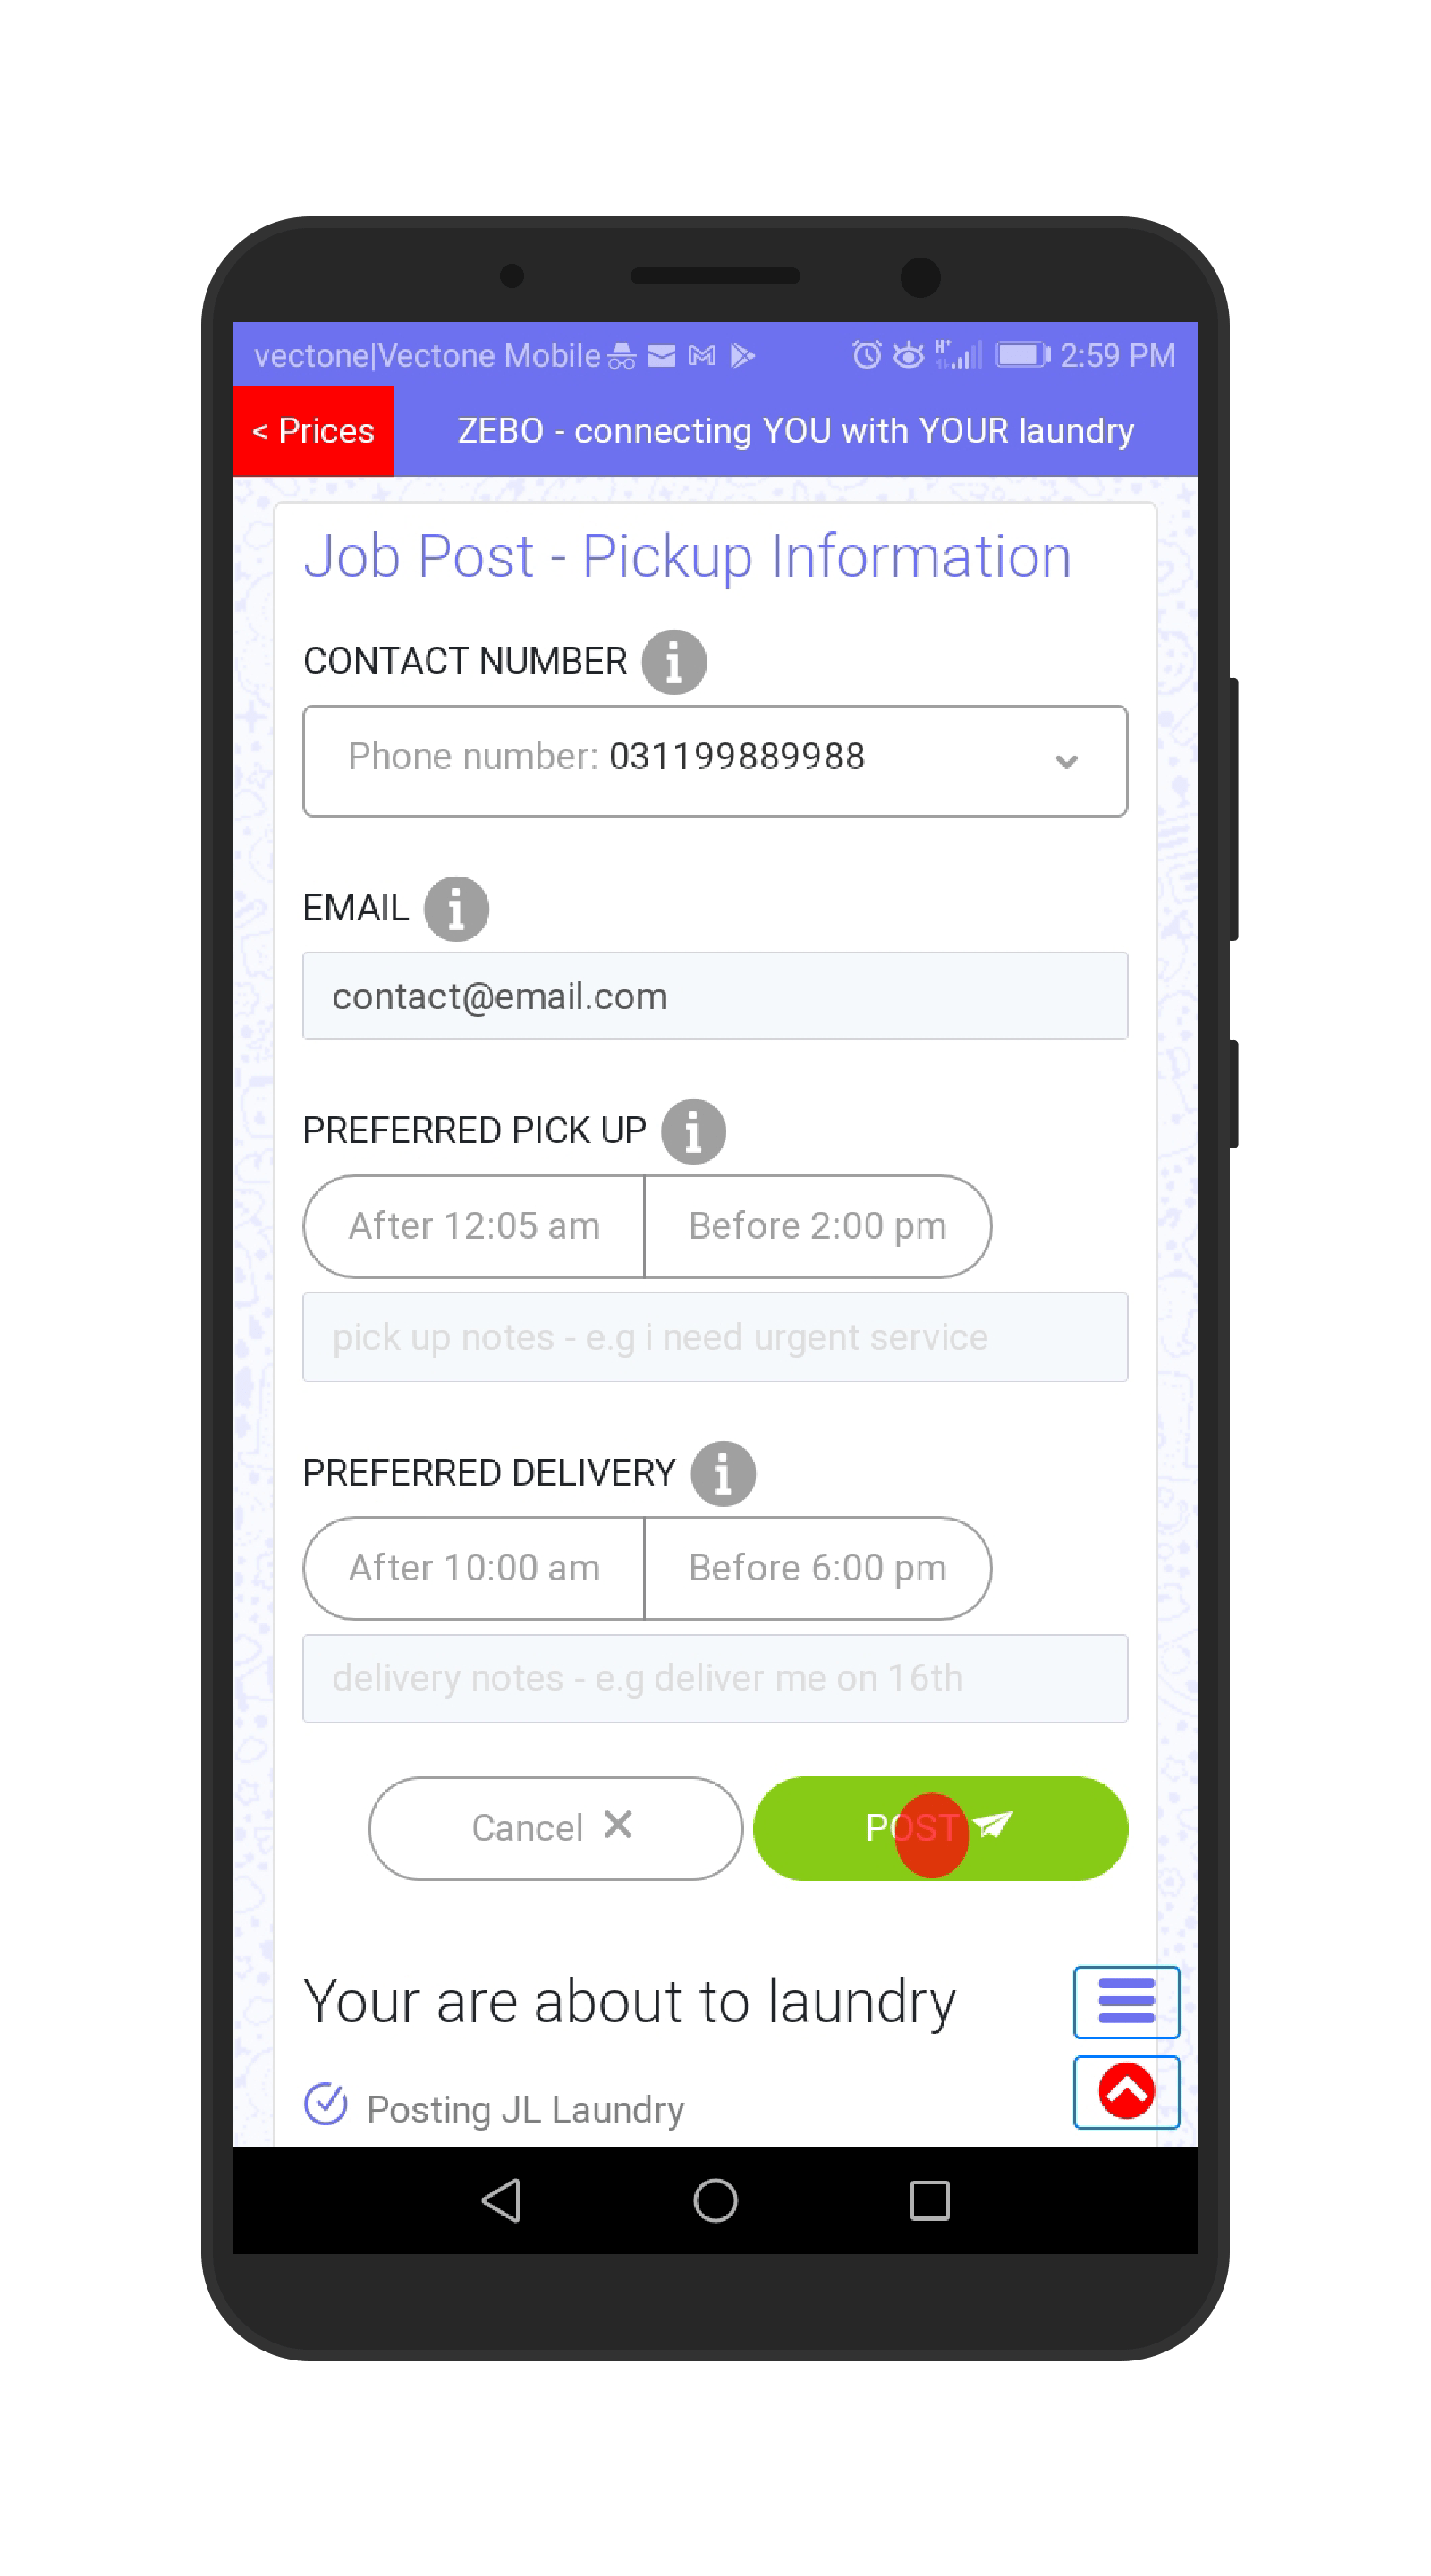 vectone|Vectone Mobile 2:59 PM
< Prices ZEBO - connecting YOU with YOUR laundry
Job Post - Pickup Information
CONTACT NUMBER
Phone number: 031199889988
EMAIL
contact@email.com
PREFERRED PICK UP
After 12:05 am Before 2:00 pm
pick up notes - e.g i need urgent service
PREFERRED DELIVERY
After 10:00 am Before 6:00 pm
delivery notes - e.g deliver me on 16th
Cancel POST
Your are about to laundry
Posting JL Laundry